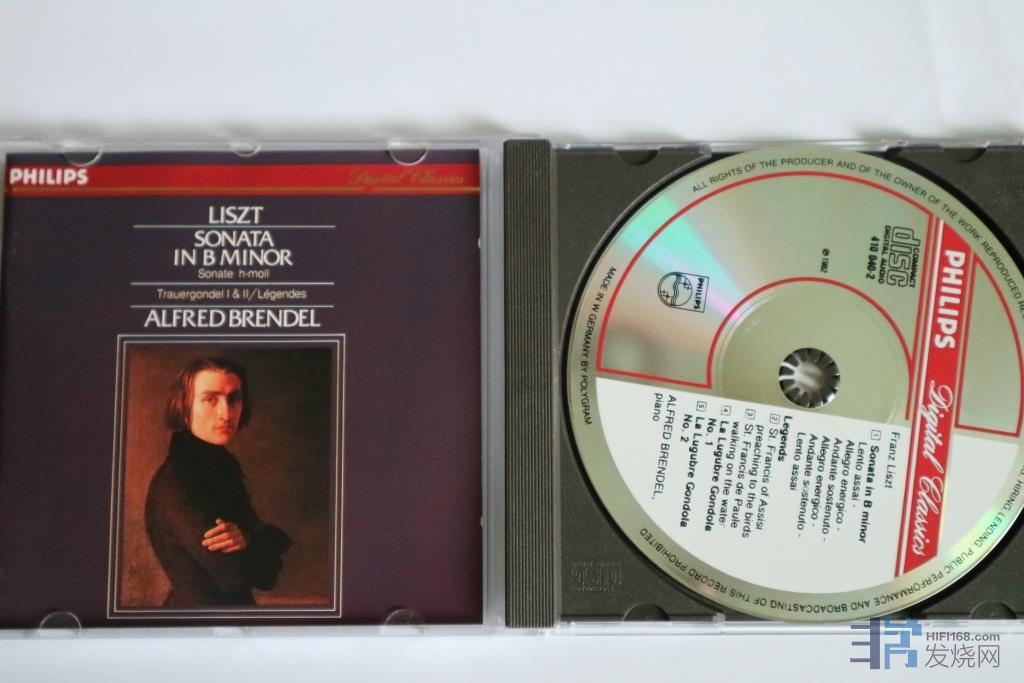 PHILIPS
Digital Classics
LISZT
SONATA
IN B MINOR
Sonate h-moll
Trauergondel I & II/Légendes
ALFRED BRENDEL
ALL RIGHTS OF THE PRODUCER AND OF THE OWNER OF THE WORK REPRODUCED RE
HIRING, LENDING, PUBLIC PERFORMANCE AND BROADCASTING OF THIS RECORD PROHIBITED
MADE IN W. GERMANY BY POLYGRAM
COMPACT
disc
DIGITAL AUDIO
410 040-2
℗ 1982
PHILIPS
PHILIPS
Digital Classics
Franz Liszt
1 Sonata in B minor
Lento assai -
Allegro energico -
Andante sostenuto -
Allegro energico -
Andante sostenuto -
Lento assai
Legends
2 St. Francis of Assisi
preaching to the birds
3 St. Francis de Paule
walking on the water
4 La Lugubre Gondola
No. 1
5 La Lugubre Gondola
No. 2
ALFRED BRENDEL,
piano
HIFI168.com
发烧网